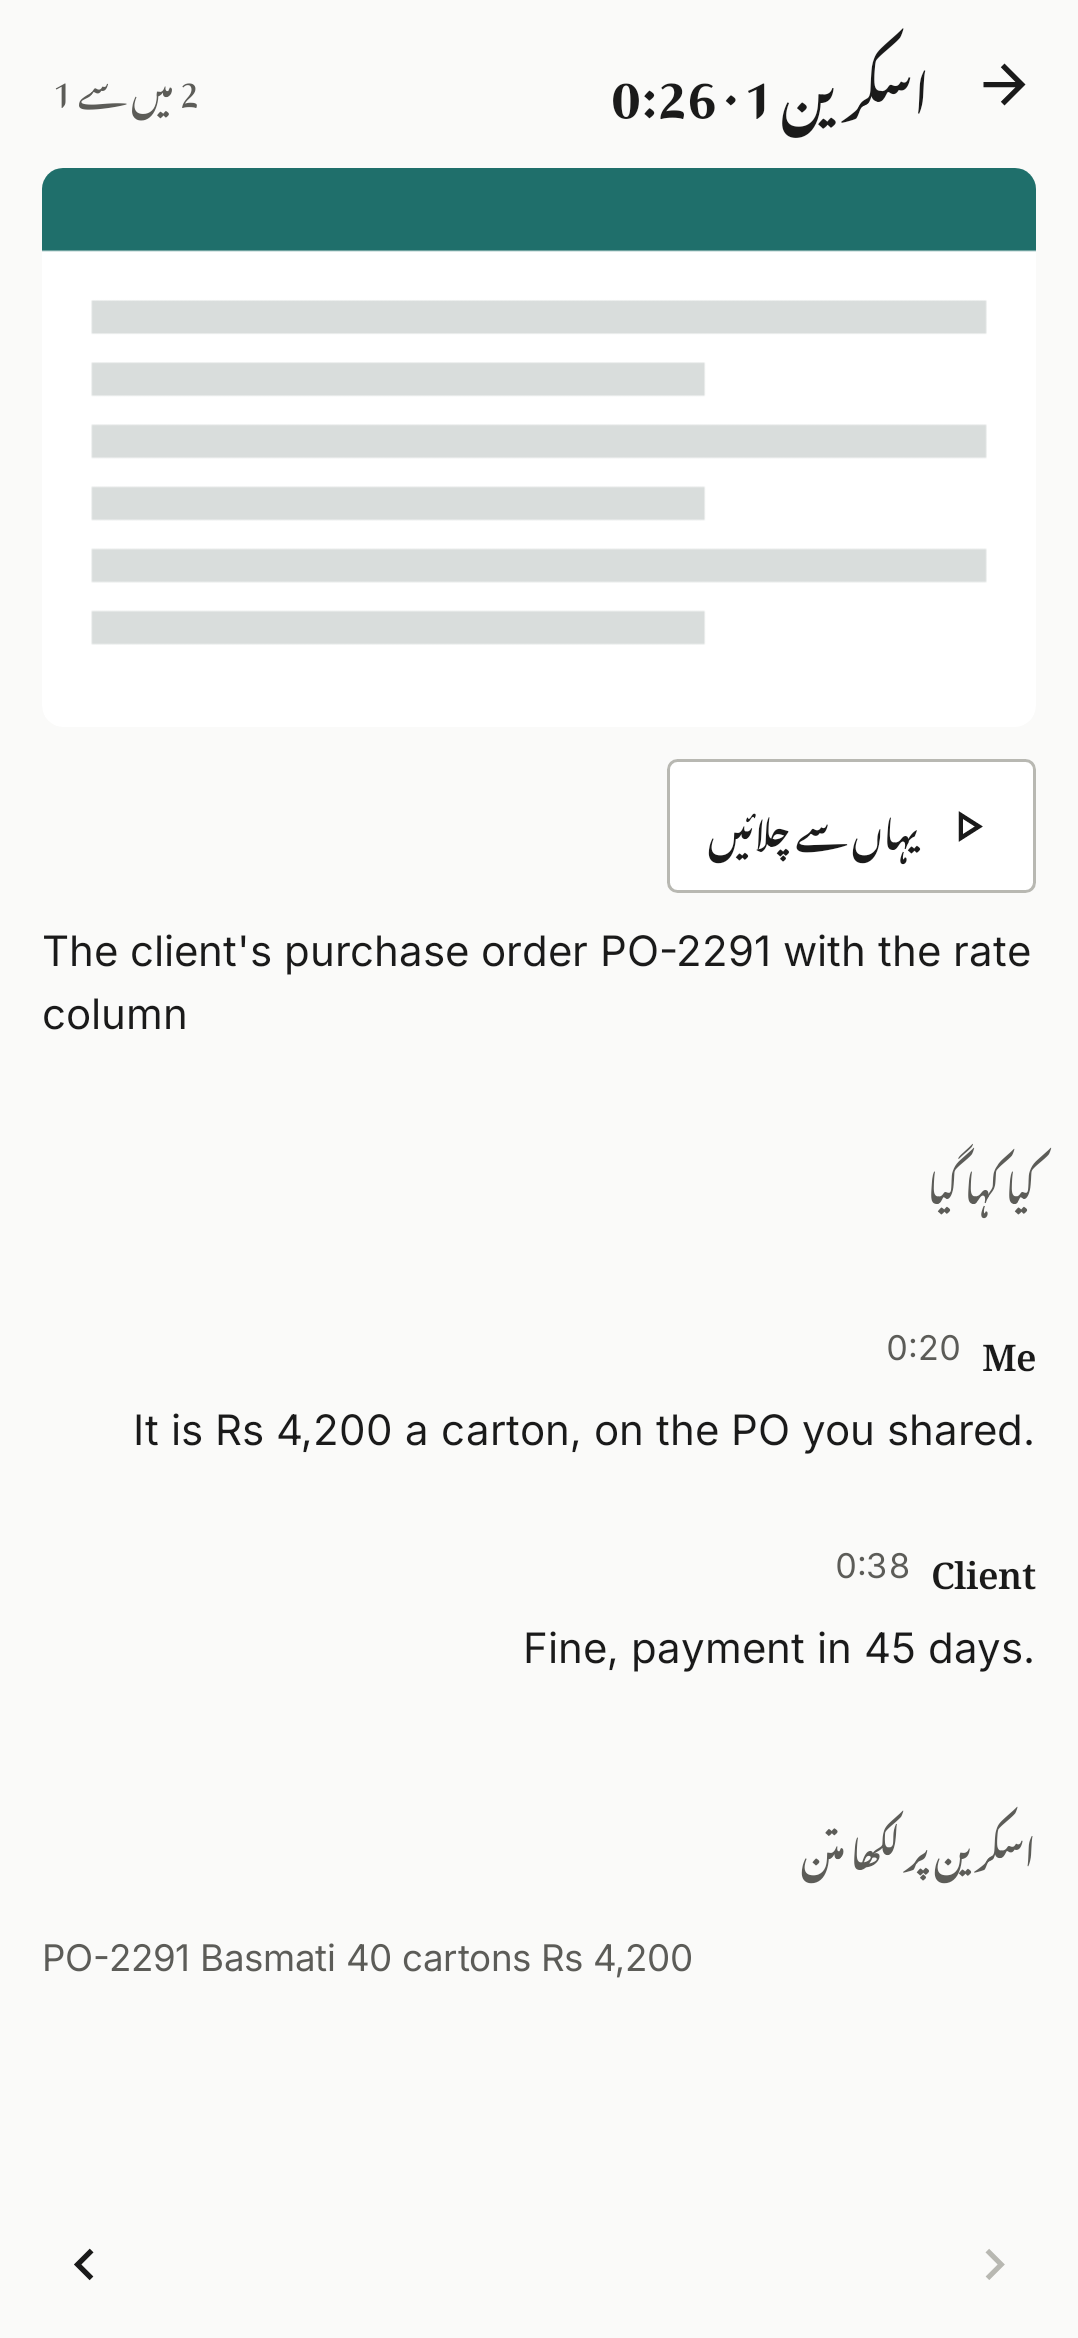 اسکرین 1 · 0:26
2 میں سے 1
یہاں سے چلائیں
The client's purchase order PO-2291 with the rate
column
کیا کہا گیا
Me 0:20
It is Rs 4,200 a carton, on the PO you shared.
Client 0:38
Fine, payment in 45 days.
اسکرین پر لکھا متن
PO-2291 Basmati 40 cartons Rs 4,200